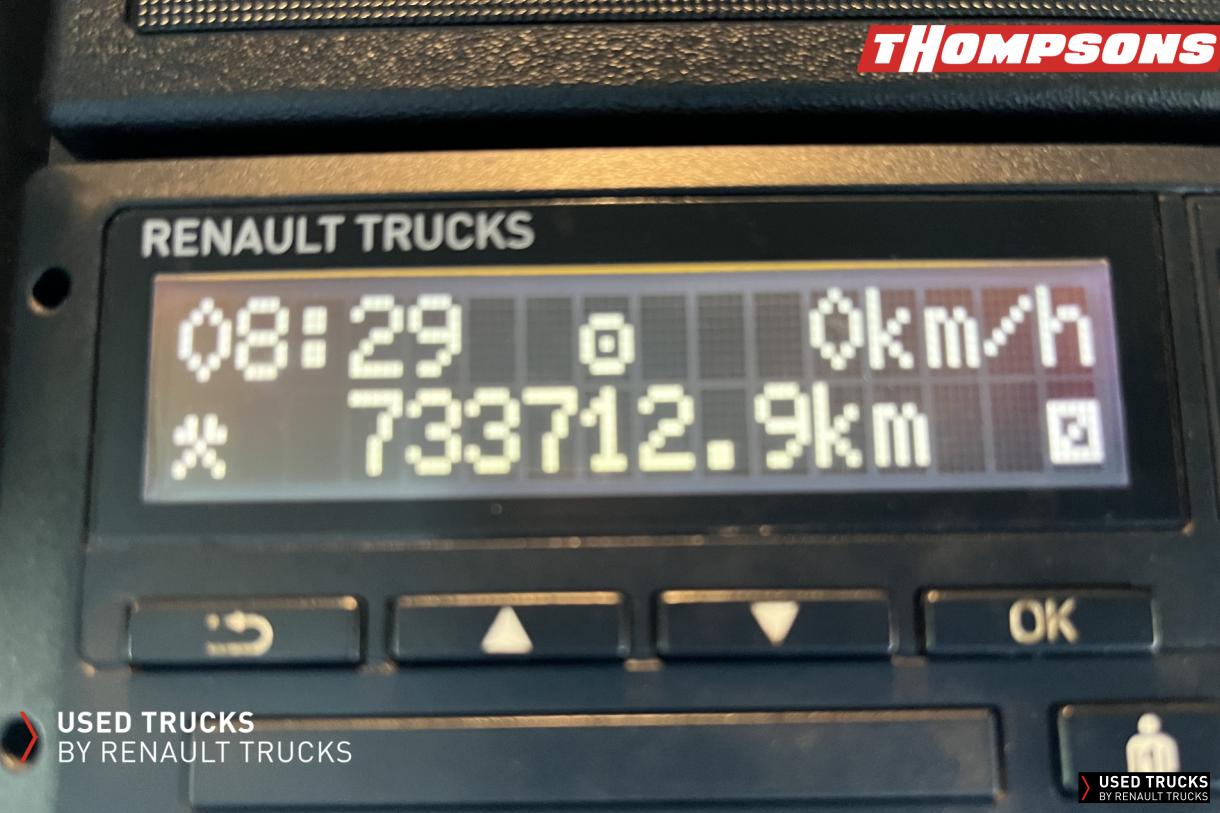 THOMPSONS
RENAULT TRUCKS
08:29 0km/h
733712.9km
OK
USED TRUCKS
BY RENAULT TRUCKS
1
USED TRUCKS
BY RENAULT TRUCKS